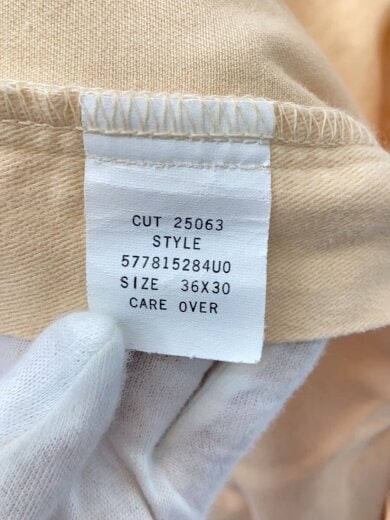 CUT 25063
STYLE
577815284U0
SIZE 36X30
CARE OVER